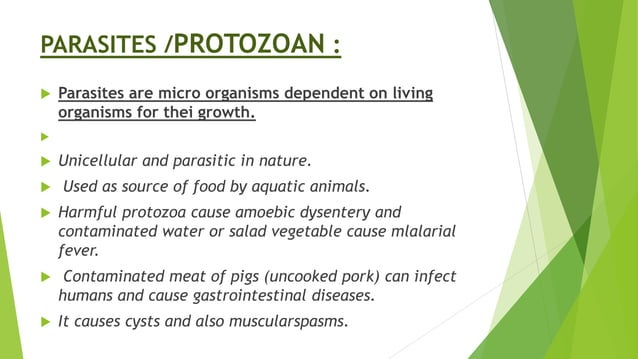 PARASITES /PROTOZOAN :
Parasites are micro organisms dependent on living
organisms for thei growth.
Unicellular and parasitic in nature.
Used as source of food by aquatic animals.
Harmful protozoa cause amoebic dysentery and
contaminated water or salad vegetable cause mlalarial
fever.
Contaminated meat of pigs (uncooked pork) can infect
humans and cause gastrointestinal diseases.
It causes cysts and also muscularspasms.